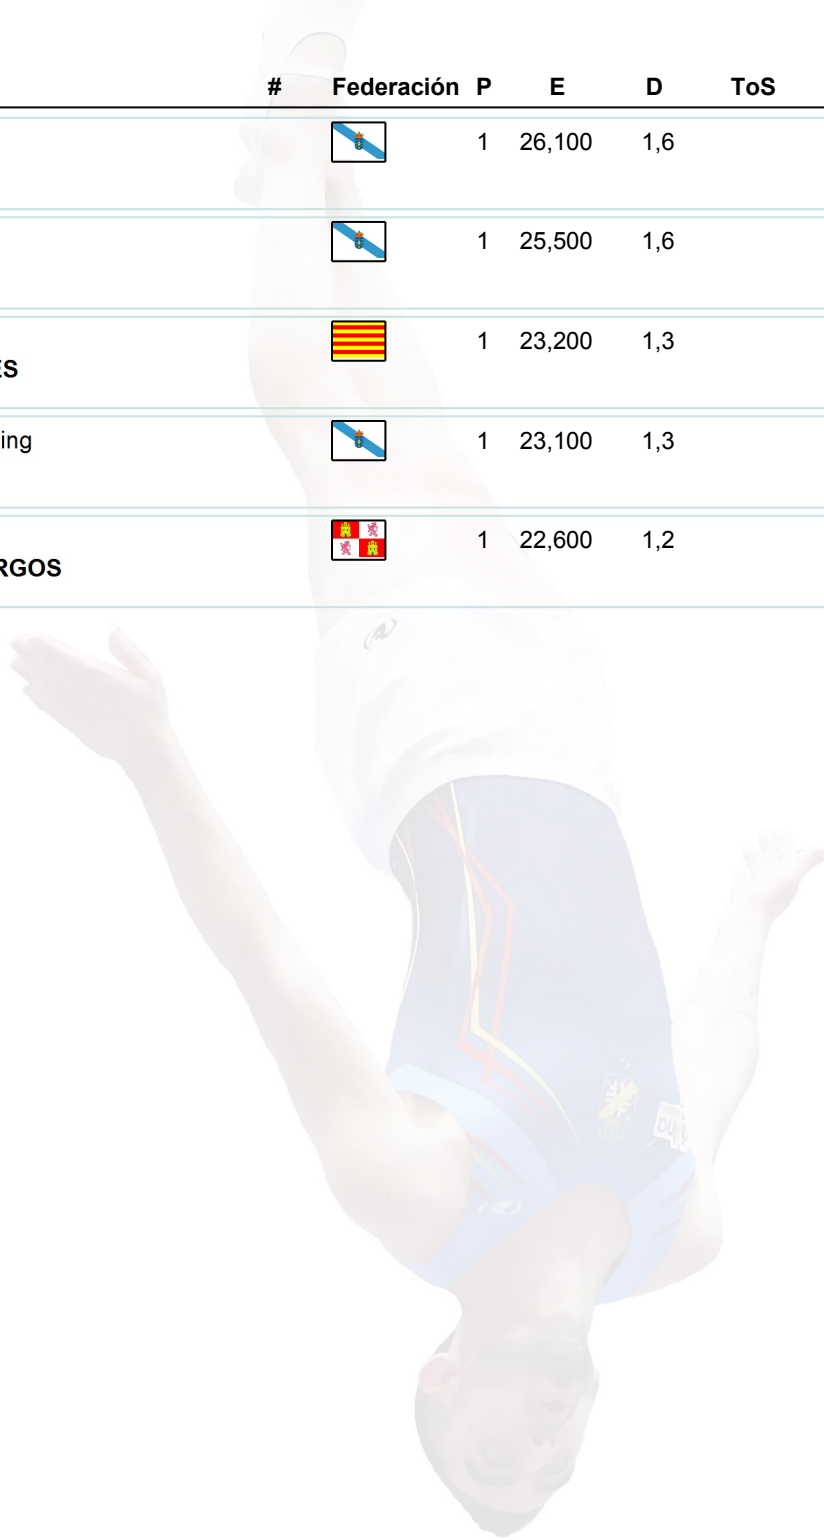 # Federación P E D ToS
1 26,100 1,6
1 25,500 1,6
1 23,200 1,3
ES
ing
1 23,100 1,3
1 22,600 1,2
RGOS